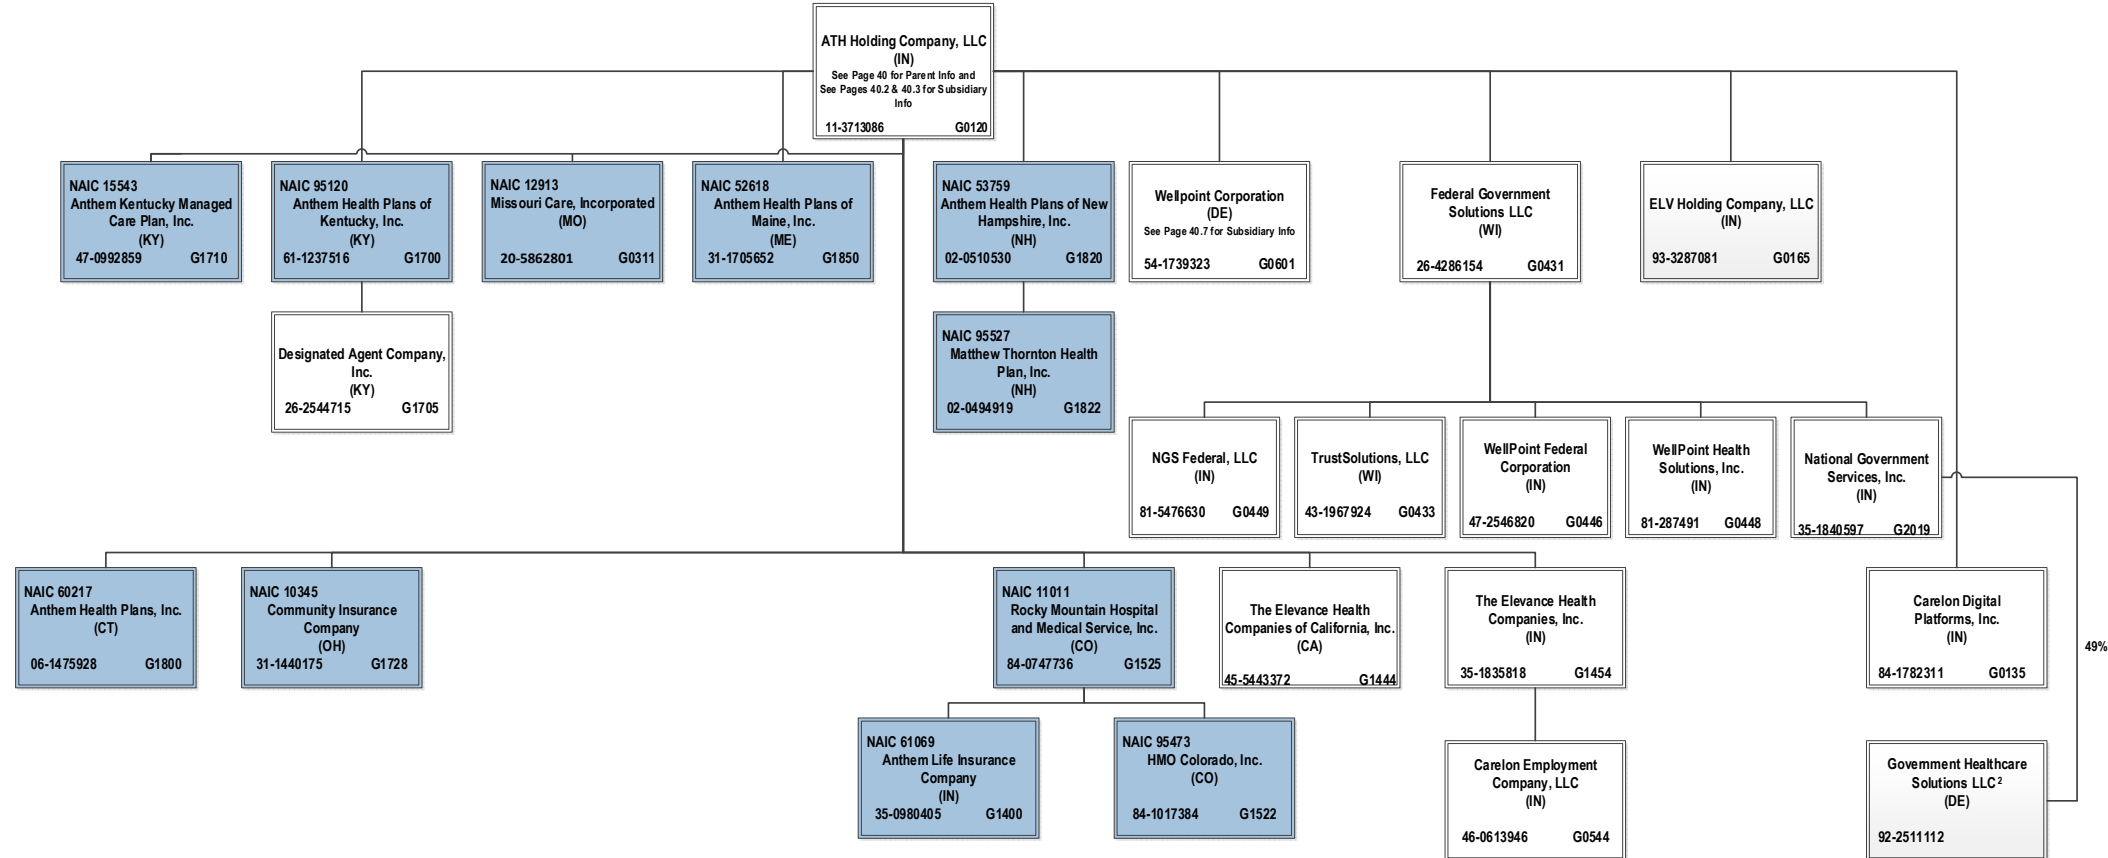 ATH Holding Company, LLC
(IN)
See Page 40 for Parent Info and
See Pages 40.2 & 40.3 for Subsidiary
Info
11-3713086 G0120
NAIC 15543
Anthem Kentucky Managed
Care Plan, Inc.
(KY)
47-0992859 G1710
NAIC 95120
Anthem Health Plans of
Kentucky, Inc.
(KY)
61-1237516 G1700
NAIC 12913
Missouri Care, Incorporated
(MO)
20-5862801 G0311
NAIC 52618
Anthem Health Plans of
Maine, Inc.
(ME)
31-1705652 G1850
NAIC 53759
Anthem Health Plans of New
Hampshire, Inc.
(NH)
02-0510530 G1820
Wellpoint Corporation
(DE)
See Page 40.7 for Subsidiary Info
54-1739323 G0601
Federal Government
Solutions LLC
(WI)
26-4286154 G0431
ELV Holding Company, LLC
(IN)
93-3287081 G0165
Designated Agent Company,
Inc.
(KY)
26-2544715 G1705
NAIC 95527
Matthew Thornton Health
Plan, Inc.
(NH)
02-0494919 G1822
NGS Federal, LLC
(IN)
81-5476630 G0449
TrustSolutions, LLC
(WI)
43-1967924 G0433
WellPoint Federal
Corporation
(IN)
47-2546820 G0446
WellPoint Health
Solutions, Inc.
(IN)
81-287491 G0448
National Government
Services, Inc.
(IN)
35-1840597 G2019
NAIC 60217
Anthem Health Plans, Inc.
(CT)
06-1475928 G1800
NAIC 10345
Community Insurance
Company
(OH)
31-1440175 G1728
NAIC 11011
Rocky Mountain Hospital
and Medical Service, Inc.
(CO)
84-0747736 G1525
The Elevance Health
Companies of California, Inc.
(CA)
45-5443372 G1444
The Elevance Health
Companies, Inc.
(IN)
35-1835818 G1454
Carelon Digital
Platforms, Inc.
(IN)
84-1782311 G0135
49%
NAIC 61069
Anthem Life Insurance
Company
(IN)
35-0980405 G1400
NAIC 95473
HMO Colorado, Inc.
(CO)
84-1017384 G1522
Carelon Employment
Company, LLC
(IN)
46-0613946 G0544
Government Healthcare
Solutions LLC²
(DE)
92-2511112